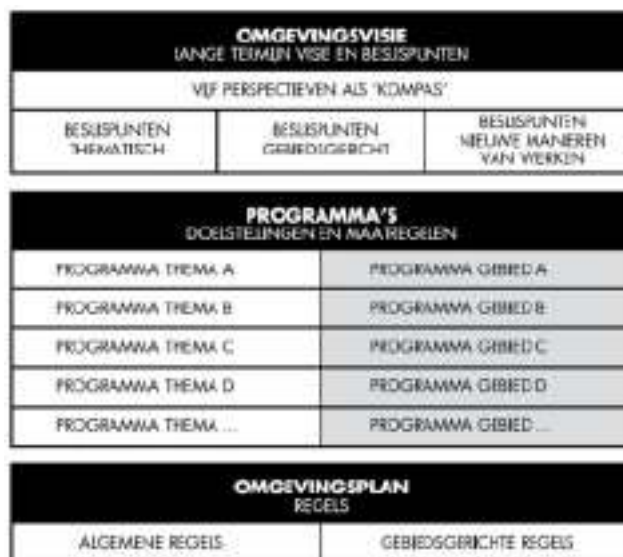 OMGEVINGSVISIE
LANGE TERMIJN VISIE EN BESLISPUNTEN
VIJF PERSPECTIEVEN ALS 'KOMPAS'
BESLISPUNTEN
THEMATISCH
BESLISPUNTEN
GEBIEDSGERICHT
BESLISPUNTEN
NIEUWE MANIEREN
VAN WERKEN
PROGRAMMA'S
DOELSTELLINGEN EN MAATREGELEN
PROGRAMMA THEMA A
PROGRAMMA GEBIED A
PROGRAMMA THEMA B
PROGRAMMA GEBIED B
PROGRAMMA THEMA C
PROGRAMMA GEBIED C
PROGRAMMA THEMA D
PROGRAMMA GEBIED D
PROGRAMMA THEMA ...
PROGRAMMA GEBIED ...
OMGEVINGSPLAN
REGELS
ALGEMENE REGELS
GEBIEDSGERICHTE REGELS